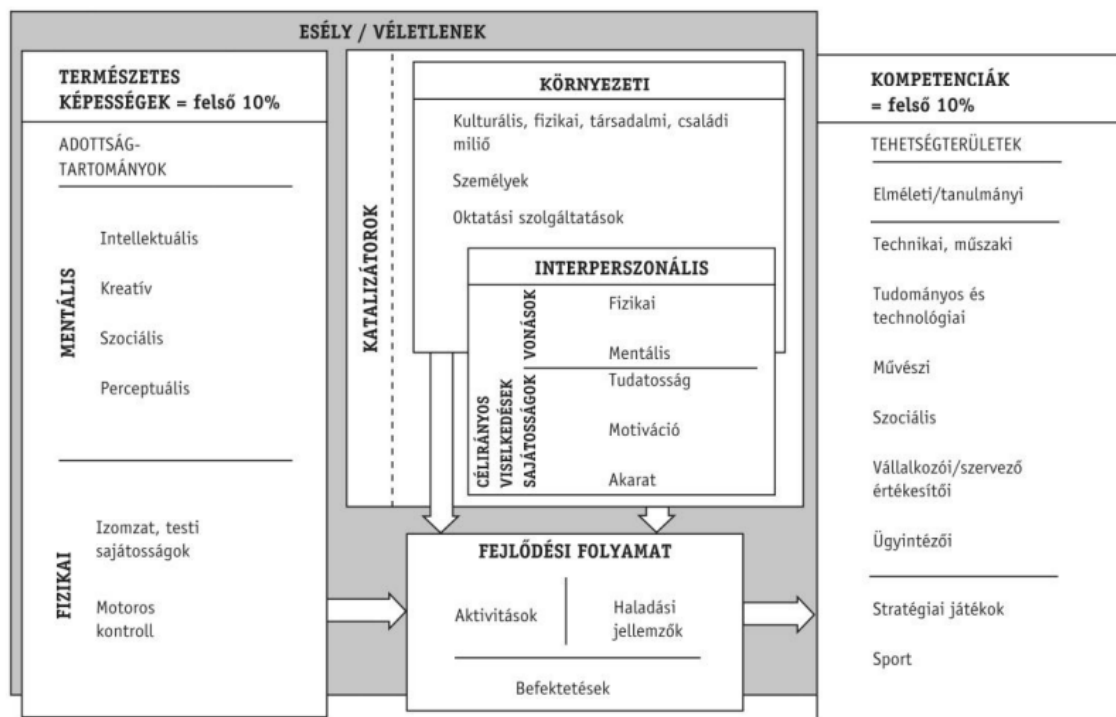 ESÉLY / VÉLETLENEK
TERMÉSZETES
KÉPESSÉGEK = felső 10%
ADOTTSÁG-
TARTOMÁNYOK
MENTÁLIS
Intellektuális
Kreatív
Szociális
Perceptuális
FIZIKAI
Izomzat, testi
sajátosságok
Motoros
kontroll
KATALIZÁTOROK
KÖRNYEZETI
Kulturális, fizikai, társadalmi, családi
miliő
Személyek
Oktatási szolgáltatások
INTERPERSZONÁLIS
VONÁSOK
Fizikai
Mentális
CÉLIRÁNYOS
VISELKEDÉSEK
SAJÁTOSSÁGOK
Tudatosság
Motiváció
Akarat
FEJLŐDÉSI FOLYAMAT
Aktivitások
Haladási
jellemzők
Befektetések
KOMPETENCIÁK
= felső 10%
TEHETSÉGTERÜLETEK
Elméleti/tanulmányi
Technikai, műszaki
Tudományos és
technológiai
Művészi
Szociális
Vállalkozói/szervező
értékesítői
Ügyintézői
Stratégiai játékok
Sport